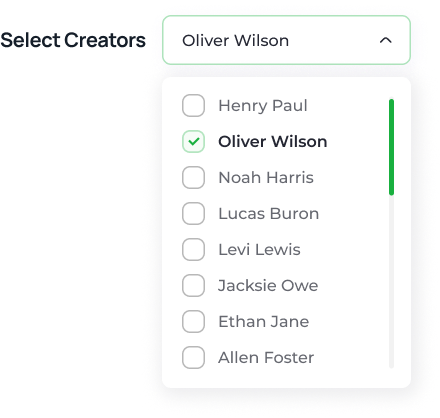 Select Creators
Oliver Wilson
Henry Paul
Oliver Wilson
Noah Harris
Lucas Buron
Levi Lewis
Jacksie Owe
Ethan Jane
Allen Foster